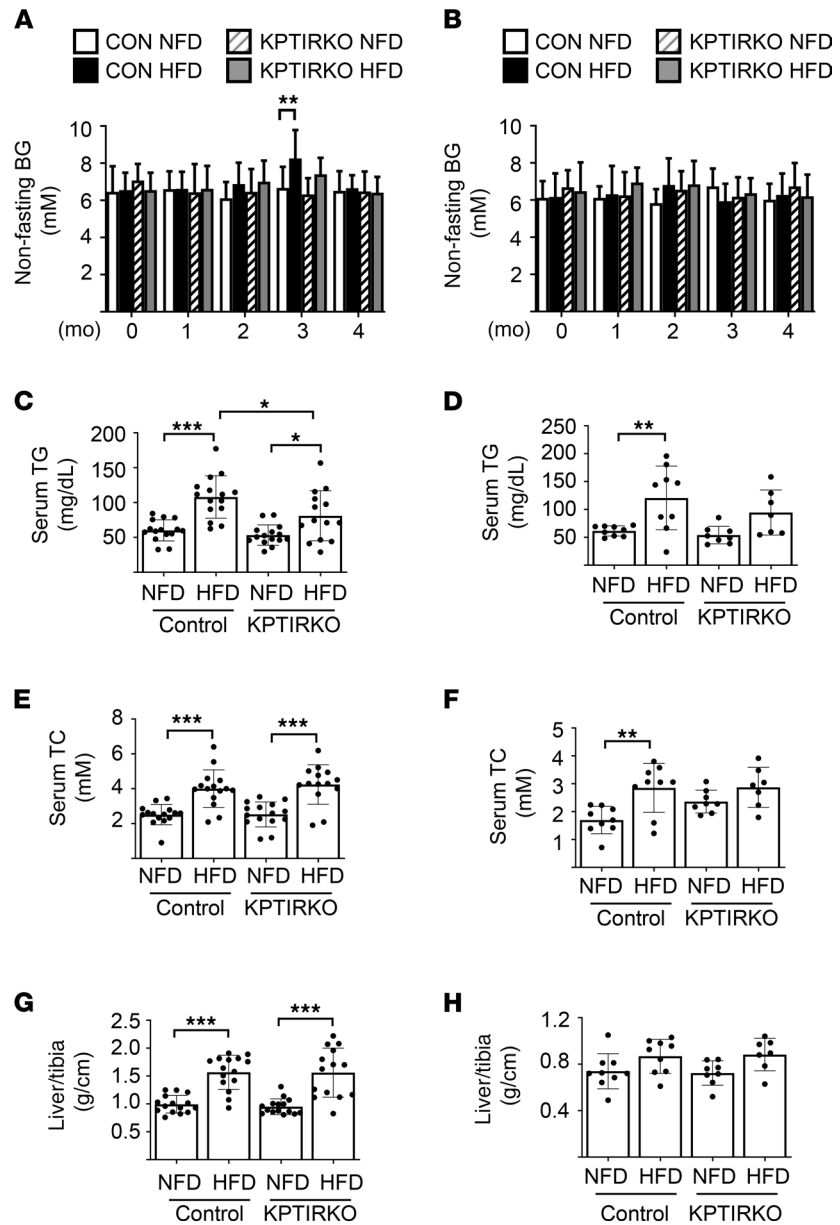 A
CON NFD KPTIRKO NFD
CON HFD KPTIRKO HFD
**
Non-fasting BG
(mM)
10
8
6
4
2
(mo) 0 1 2 3 4
B
CON NFD KPTIRKO NFD
CON HFD KPTIRKO HFD
Non-fasting BG
(mM)
10
8
6
4
2
(mo) 0 1 2 3 4
C
Serum TG
(mg/dL)
200
150
100
50
***
*
*
NFD HFD NFD HFD
Control KPTIRKO
D
Serum TG
(mg/dL)
250
200
150
100
50
**
NFD HFD NFD HFD
Control KPTIRKO
E
Serum TC
(mM)
8
6
4
2
*** ***
NFD HFD NFD HFD
Control KPTIRKO
F
Serum TC
(mM)
5
4
3
2
1
**
NFD HFD NFD HFD
Control KPTIRKO
G
Liver/tibia
(g/cm)
2.5
2.0
1.5
1.0
*** ***
NFD HFD NFD HFD
Control KPTIRKO
H
Liver/tibia
(g/cm)
1.2
0.8
0.4
NFD HFD NFD HFD
Control KPTIRKO